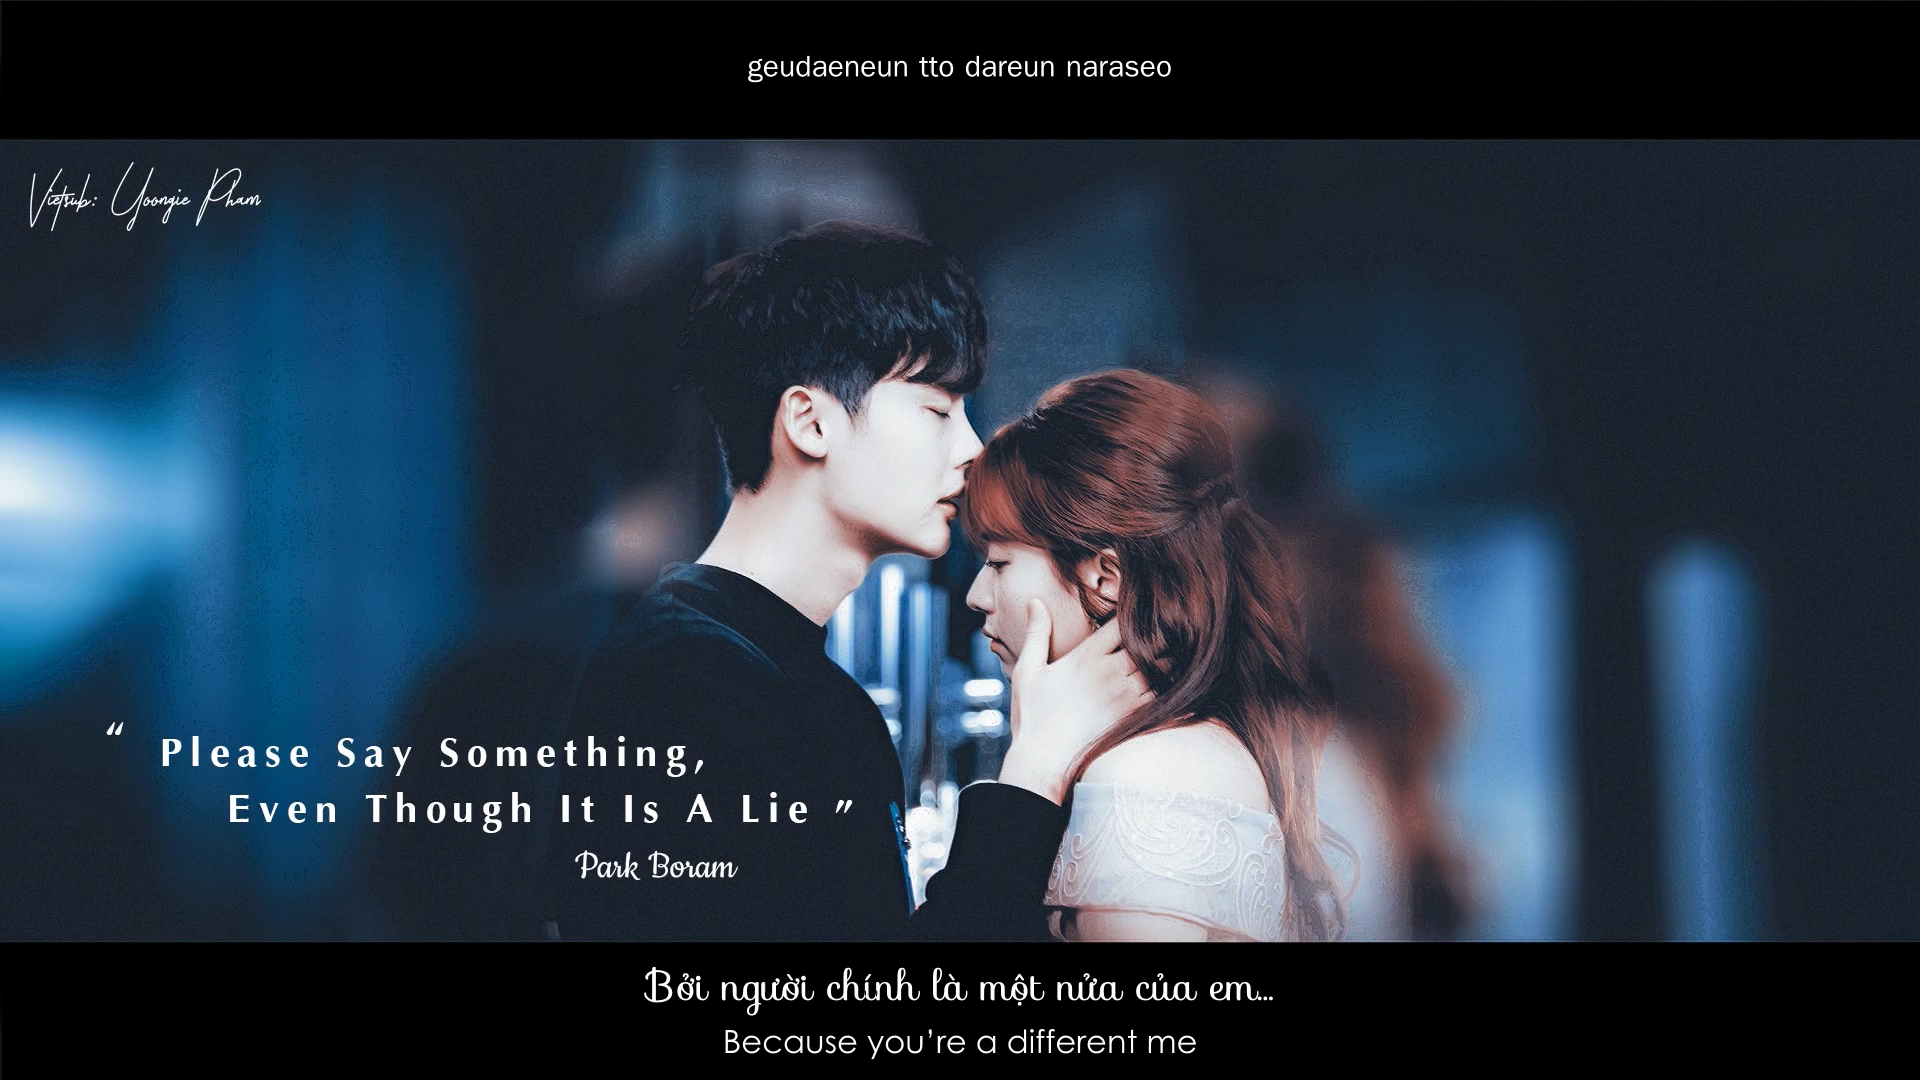 geudaeneun tto dareun naraseo
Vietsub: Yoongie Pham
“ Please Say Something,
Even Though It Is A Lie ”
Park Boram
Bởi người chính là một nửa của em...
Because you’re a different me